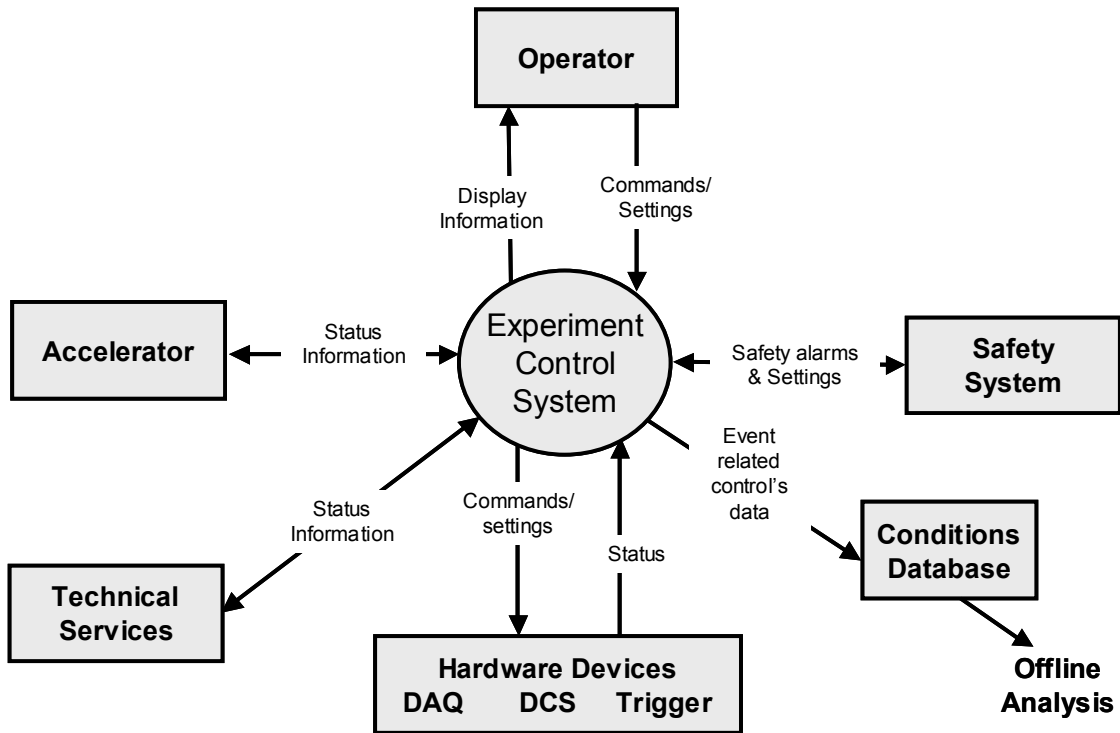 Operator
Display
Information
Commands/
Settings
Accelerator
Status
Information
Experiment
Control
System
Safety alarms
& Settings
Safety
System
Event
related
control's
data
Status
Information
Commands/
settings
Status
Conditions
Database
Technical
Services
Hardware Devices
DAQ DCS Trigger
Offline
Analysis